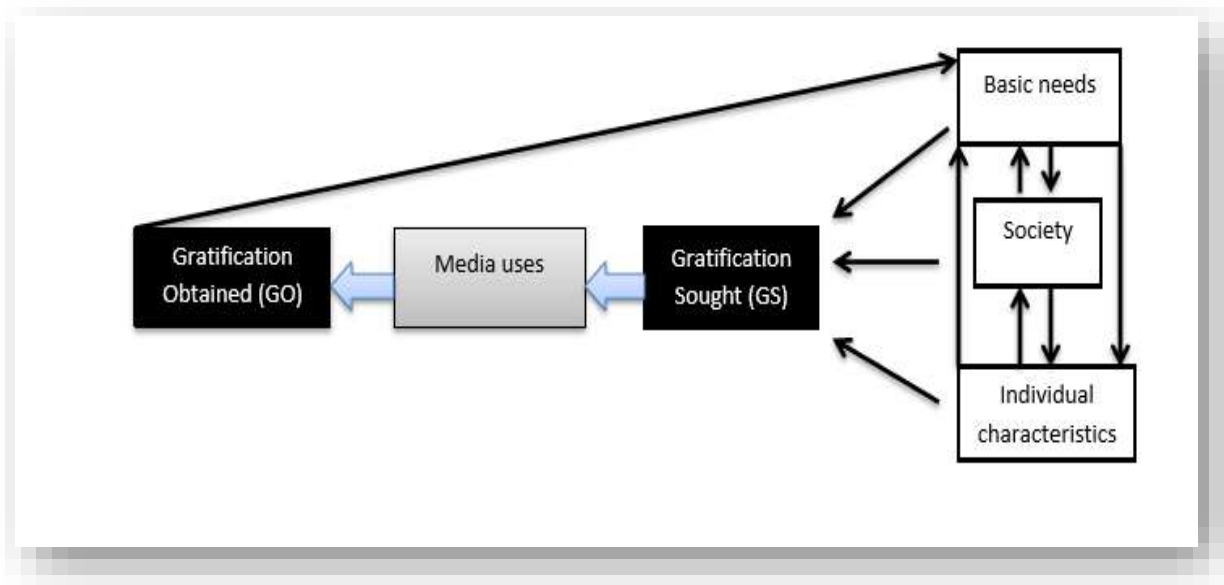 Basic needs
Society
Gratification
Obtained (GO)
Media uses
Gratification
Sought (GS)
Individual
characteristics